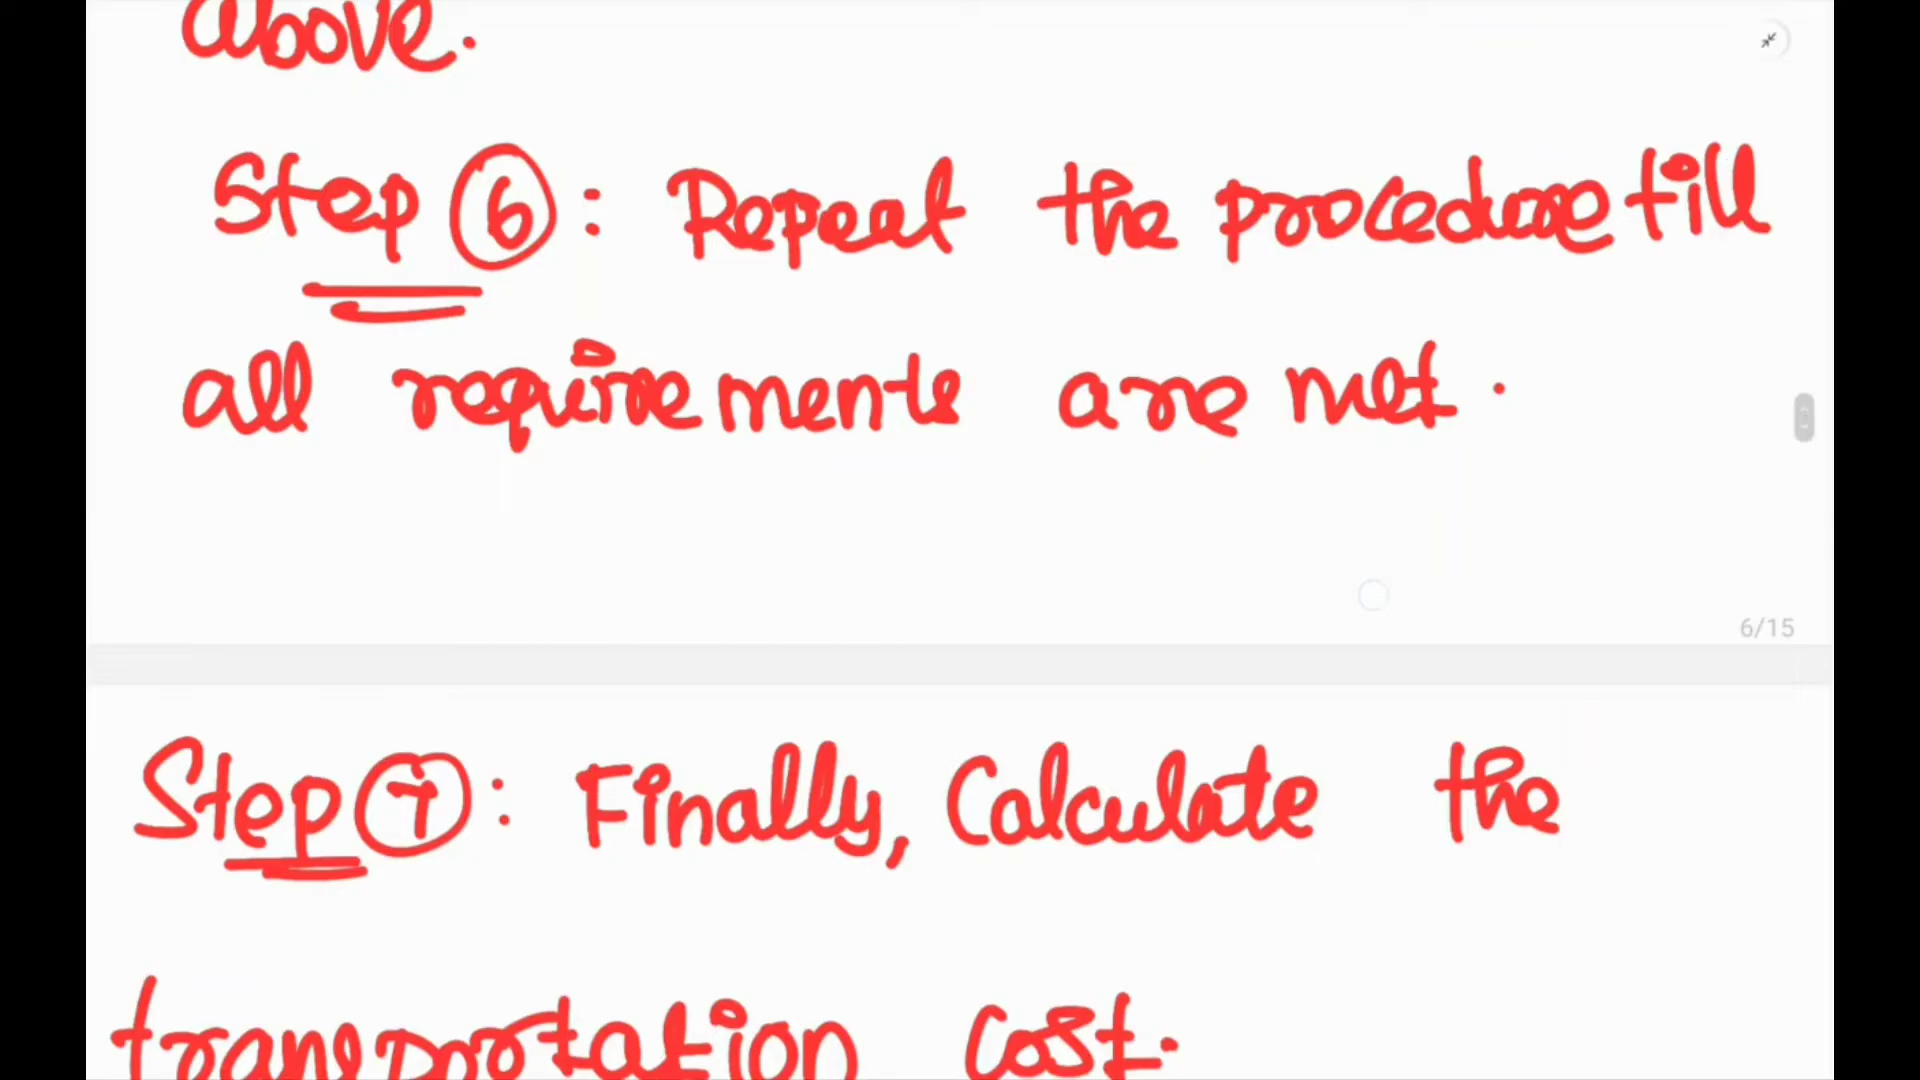 above.
Step 6 : Repeat the procedure till
all requirements are met .
6/15
Step 7 : Finally, Calculate the
transportation cost.